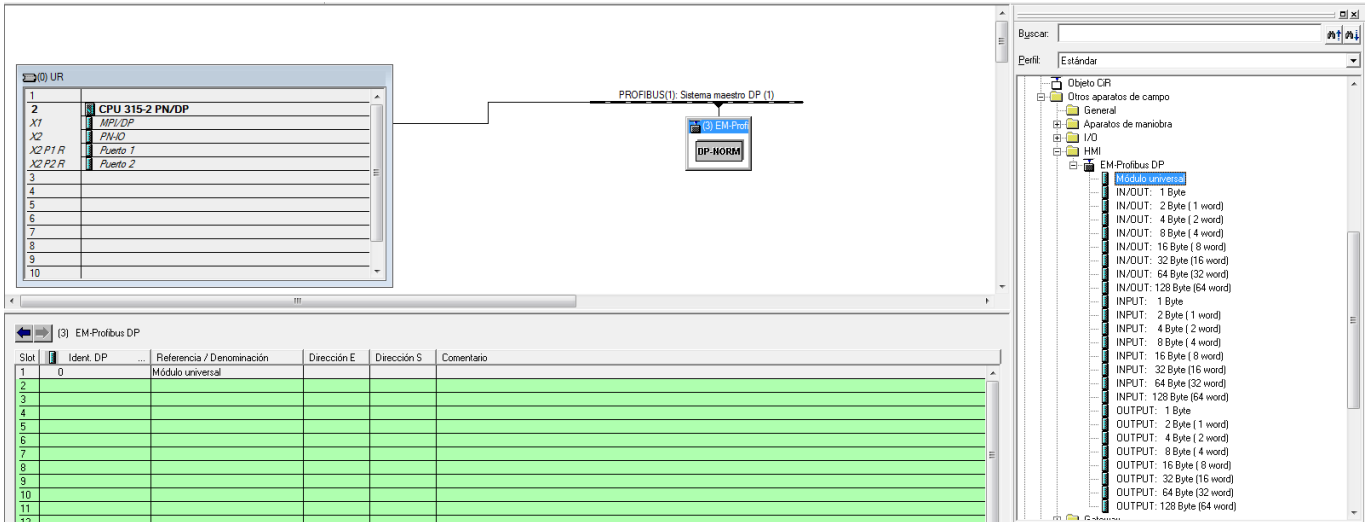 (0) UR
1
2 CPU 315-2 PN/DP
X1 MPI/DP
X2 PN-IO
X2 P1 R Puerto 1
X2 P2 R Puerto 2
3
4
5
6
7
8
9
10
PROFIBUS(1): Sistema maestro DP (1)
(3) EM-Profi
DP-NORM
(3) EM-Profibus DP
Slot Ident. DP ... Referencia / Denominación Dirección E Dirección S Comentario
1 0 Módulo universal
2
3
4
5
6
7
8
9
10
11
12
Buscar:
Perfil: Estándar
Objeto CiR
Otros aparatos de campo
General
Aparatos de maniobra
I/O
HMI
EM-Profibus DP
Módulo universal
IN/OUT: 1 Byte
IN/OUT: 2 Byte ( 1 word)
IN/OUT: 4 Byte ( 2 word)
IN/OUT: 8 Byte ( 4 word)
IN/OUT: 16 Byte ( 8 word)
IN/OUT: 32 Byte (16 word)
IN/OUT: 64 Byte (32 word)
IN/OUT: 128 Byte (64 word)
INPUT: 1 Byte
INPUT: 2 Byte ( 1 word)
INPUT: 4 Byte ( 2 word)
INPUT: 8 Byte ( 4 word)
INPUT: 16 Byte ( 8 word)
INPUT: 32 Byte (16 word)
INPUT: 64 Byte (32 word)
INPUT: 128 Byte (64 word)
OUTPUT: 1 Byte
OUTPUT: 2 Byte ( 1 word)
OUTPUT: 4 Byte ( 2 word)
OUTPUT: 8 Byte ( 4 word)
OUTPUT: 16 Byte ( 8 word)
OUTPUT: 32 Byte (16 word)
OUTPUT: 64 Byte (32 word)
OUTPUT: 128 Byte (64 word)
Gateway